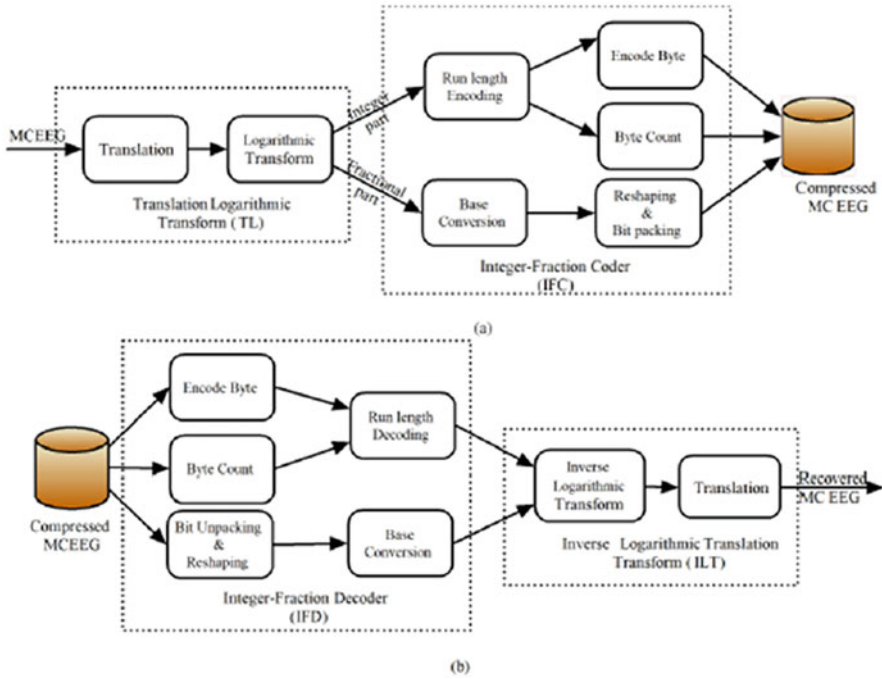 MCEEG
Translation
Logarithmic
Transform
Translation Logarithmic
Transform (TL)
Integer
part
Fractional
part
Run length
Encoding
Encode Byte
Byte Count
Base
Conversion
Reshaping
&
Bit packing
Integer-Fraction Coder
(IFC)
Compressed
MC EEG
(a)
Compressed
MCEEG
Encode Byte
Byte Count
Bit Unpacking
&
Reshaping
Run length
Decoding
Base
Conversion
Integer-Fraction Decoder
(IFD)
Inverse
Logarithmic
Transform
Translation
Inverse Logarithmic Translation
Transform (ILT)
Recovered
MC EEG
(b)